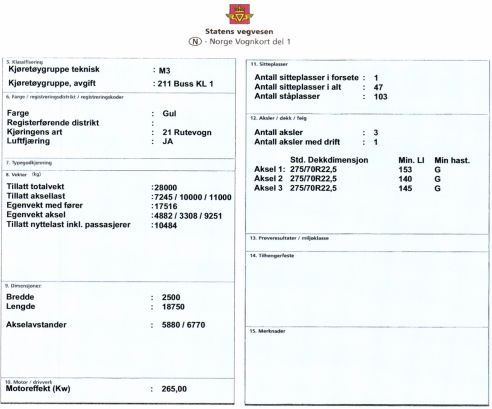 Statens vegvesen
N - Norge Vognkort del 1
5. Klassifisering
Kjøretøygruppe teknisk : M3
Kjøretøygruppe, avgift : 211 Buss KL 1
6. Farge / registreringsdistrikt / registreringskoder
Farge : Gul
Registerførende distrikt :
Kjøringens art : 21 Rutevogn
Luftfjæring : JA
7. Typegodkjenning
8. Vekter (kg)
Tillatt totalvekt :28000
Tillatt aksellast :7245 / 10000 / 11000
Egenvekt med fører :17516
Egenvekt aksel :4882 / 3308 / 9251
Tillatt nyttelast inkl. passasjerer :10484
9. Dimensjoner
Bredde : 2500
Lengde : 18750
Akselavstander : 5880 / 6770
10. Motor / drivverk
Motoreffekt (Kw) : 265,00
11. Sitteplasser
Antall sitteplasser i forsete : 1
Antall sitteplasser i alt : 47
Antall ståplasser : 103
12. Aksler / dekk / felg
Antall aksler : 3
Antall aksler med drift : 1
Std. Dekkdimensjon Min. LI Min hast.
Aksel 1: 275/70R22,5 153 G
Aksel 2 275/70R22,5 140 G
Aksel 3 275/70R22,5 145 G
13. Prøveresultater / miljøklasse
14. Tilhengerfeste
15. Merknader